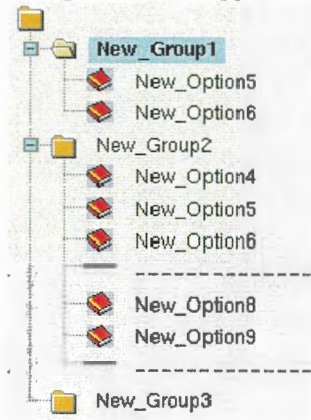 New_Group1
New_Option5
New_Option6
New_Group2
New_Option4
New_Option5
New_Option6
--------------------
New_Option8
New_Option9
--------------------
New_Group3